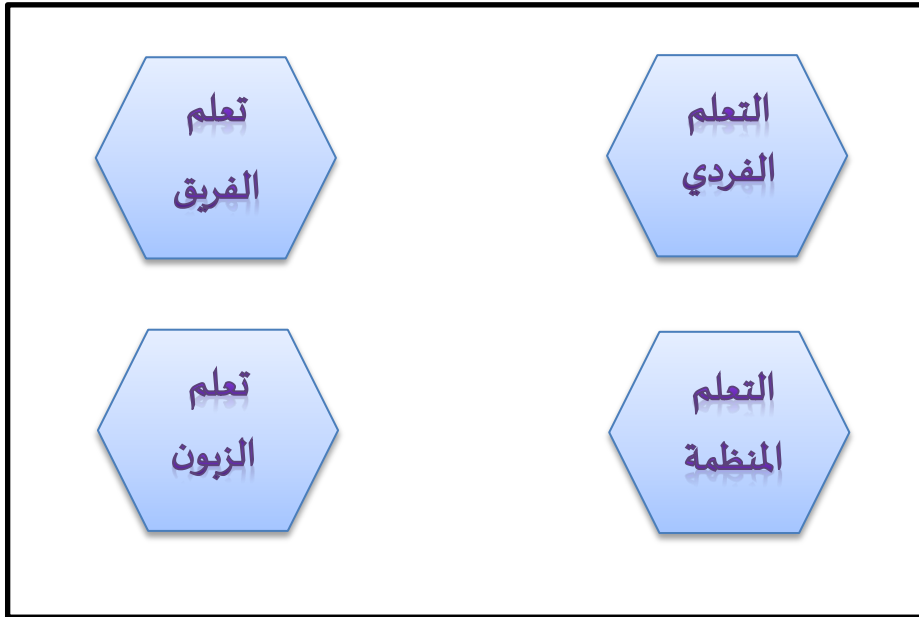 التعلم
الفردي
تعلم
الفريق
التعلم
المنظمة
تعلم
الزبون